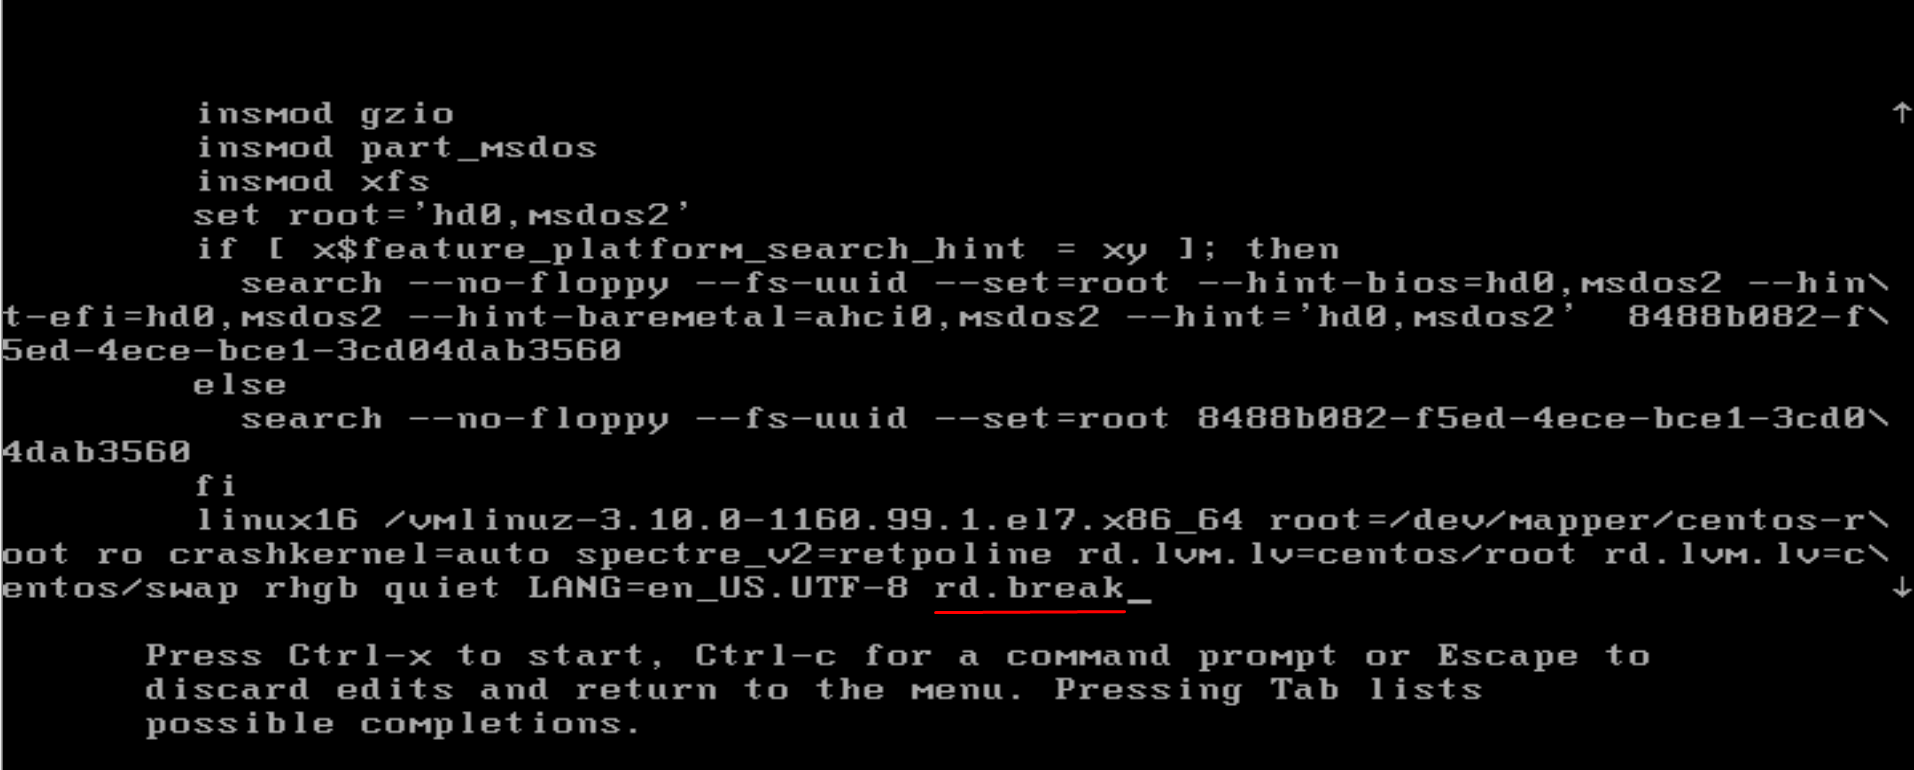 insmod gzio
insmod part_msdos
insmod xfs
set root='hd0,msdos2'
if [ x$feature_platform_search_hint = xy ]; then
search --no-floppy --fs-uuid --set=root --hint-bios=hd0,msdos2 --hin\
t-efi=hd0,msdos2 --hint-baremetal=ahci0,msdos2 --hint='hd0,msdos2'  8488b082-f\
5ed-4ece-bce1-3cd04dab3560
else
search --no-floppy --fs-uuid --set=root 8488b082-f5ed-4ece-bce1-3cd0\
4dab3560
fi
linux16 /vmlinuz-3.10.0-1160.99.1.el7.x86_64 root=/dev/mapper/centos-r\
oot ro crashkernel=auto spectre_v2=retpoline rd.lvm.lv=centos/root rd.lvm.lv=c\
entos/swap rhgb quiet LANG=en_US.UTF-8 rd.break_
Press Ctrl-x to start, Ctrl-c for a command prompt or Escape to
discard edits and return to the menu. Pressing Tab lists
possible completions.